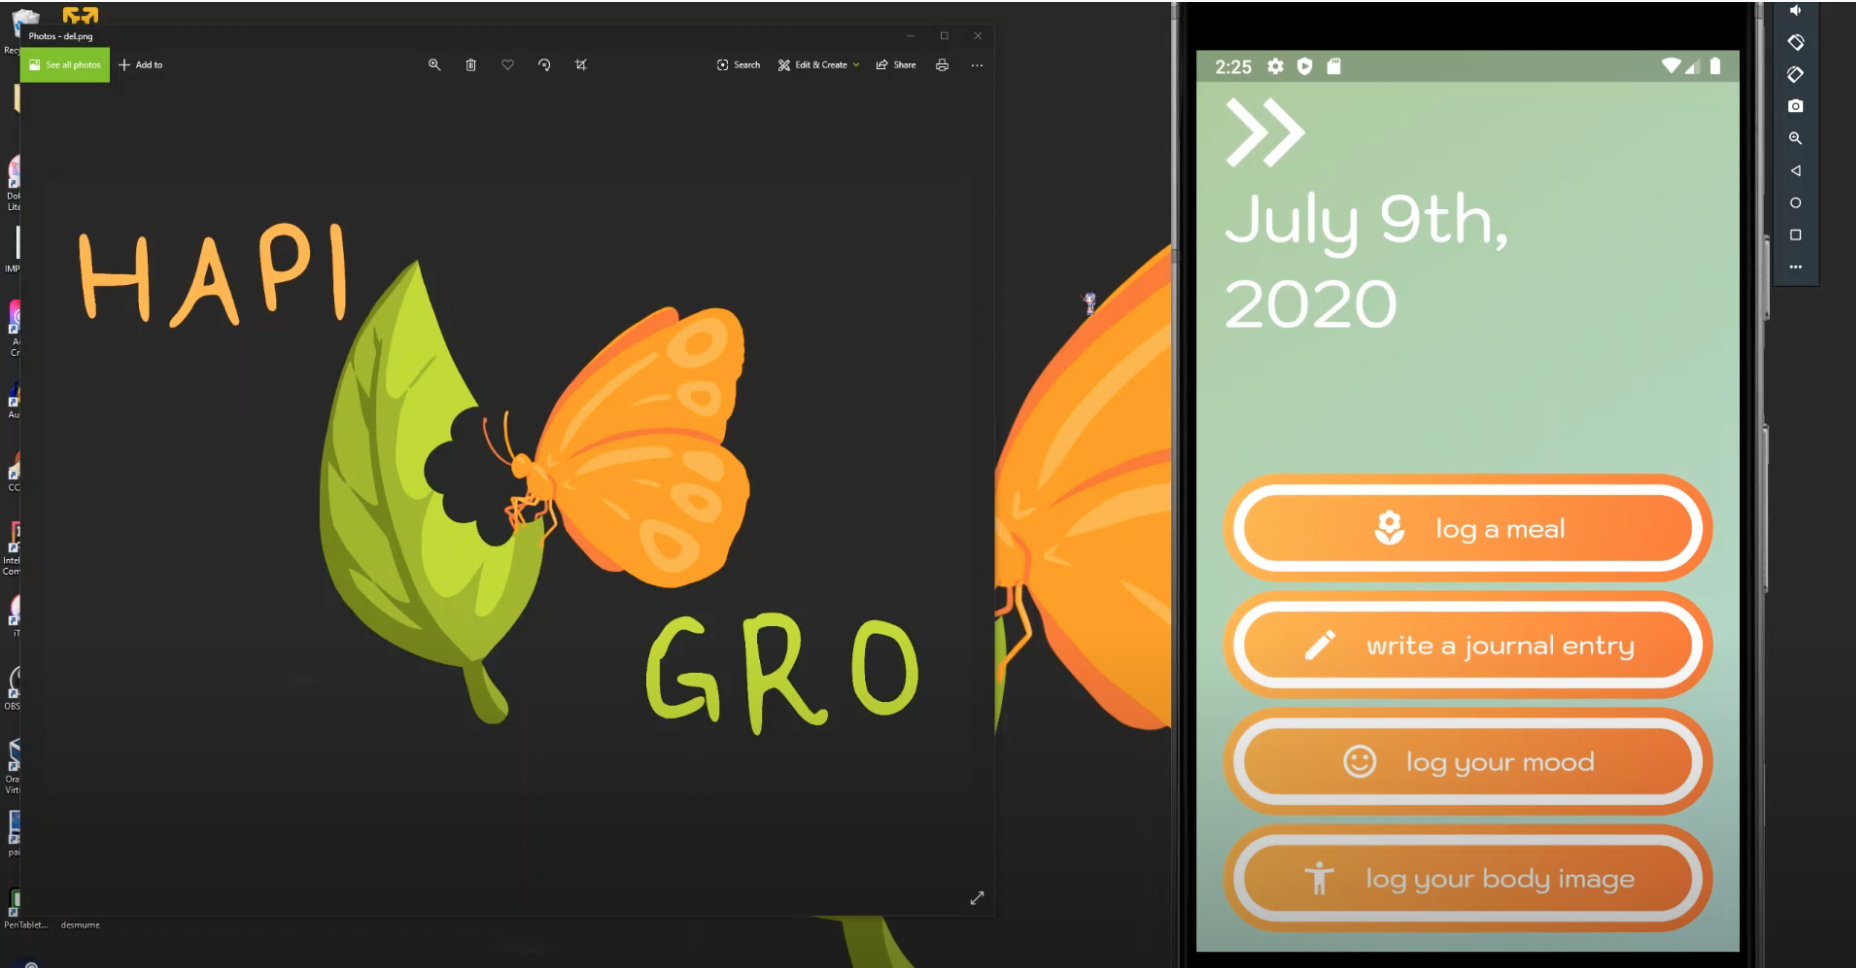 Photos - del.png
See all photos
Add to
Search
Edit & Create
Share
HAPI
GRO
PenTablet...
desmume
2:25
July 9th,
2020
log a meal
write a journal entry
log your mood
log your body image